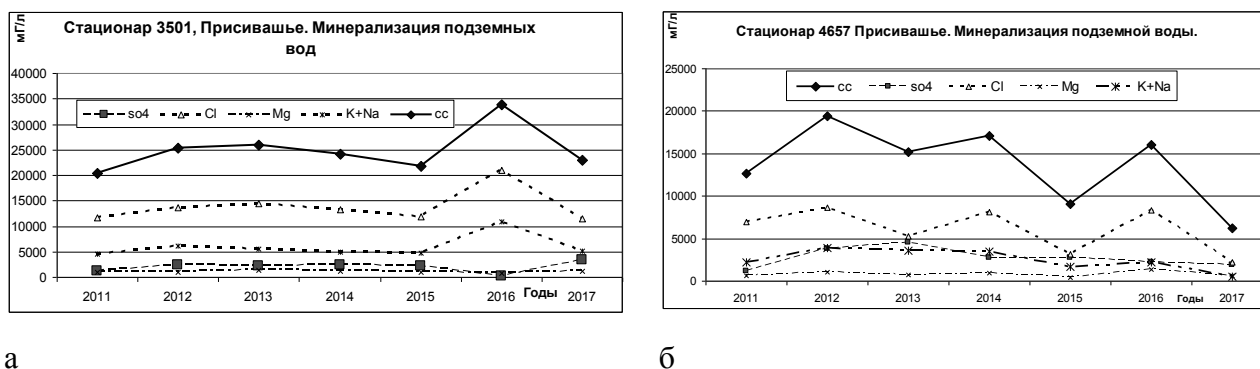 Стационар 3501, Присивашье. Минерализация подземных
вод
мГ/л
40000
35000
30000
25000
20000
15000
10000
5000
0
so4 Cl Mg K+Na cc
2011 2012 2013 2014 2015 2016 2017
Годы
а
Стационар 4657 Присивашье. Минерализация подземной воды.
мГ/л
25000
20000
15000
10000
5000
0
cc so4 Cl Mg K+Na
2011 2012 2013 2014 2015 2016 2017
Годы
б